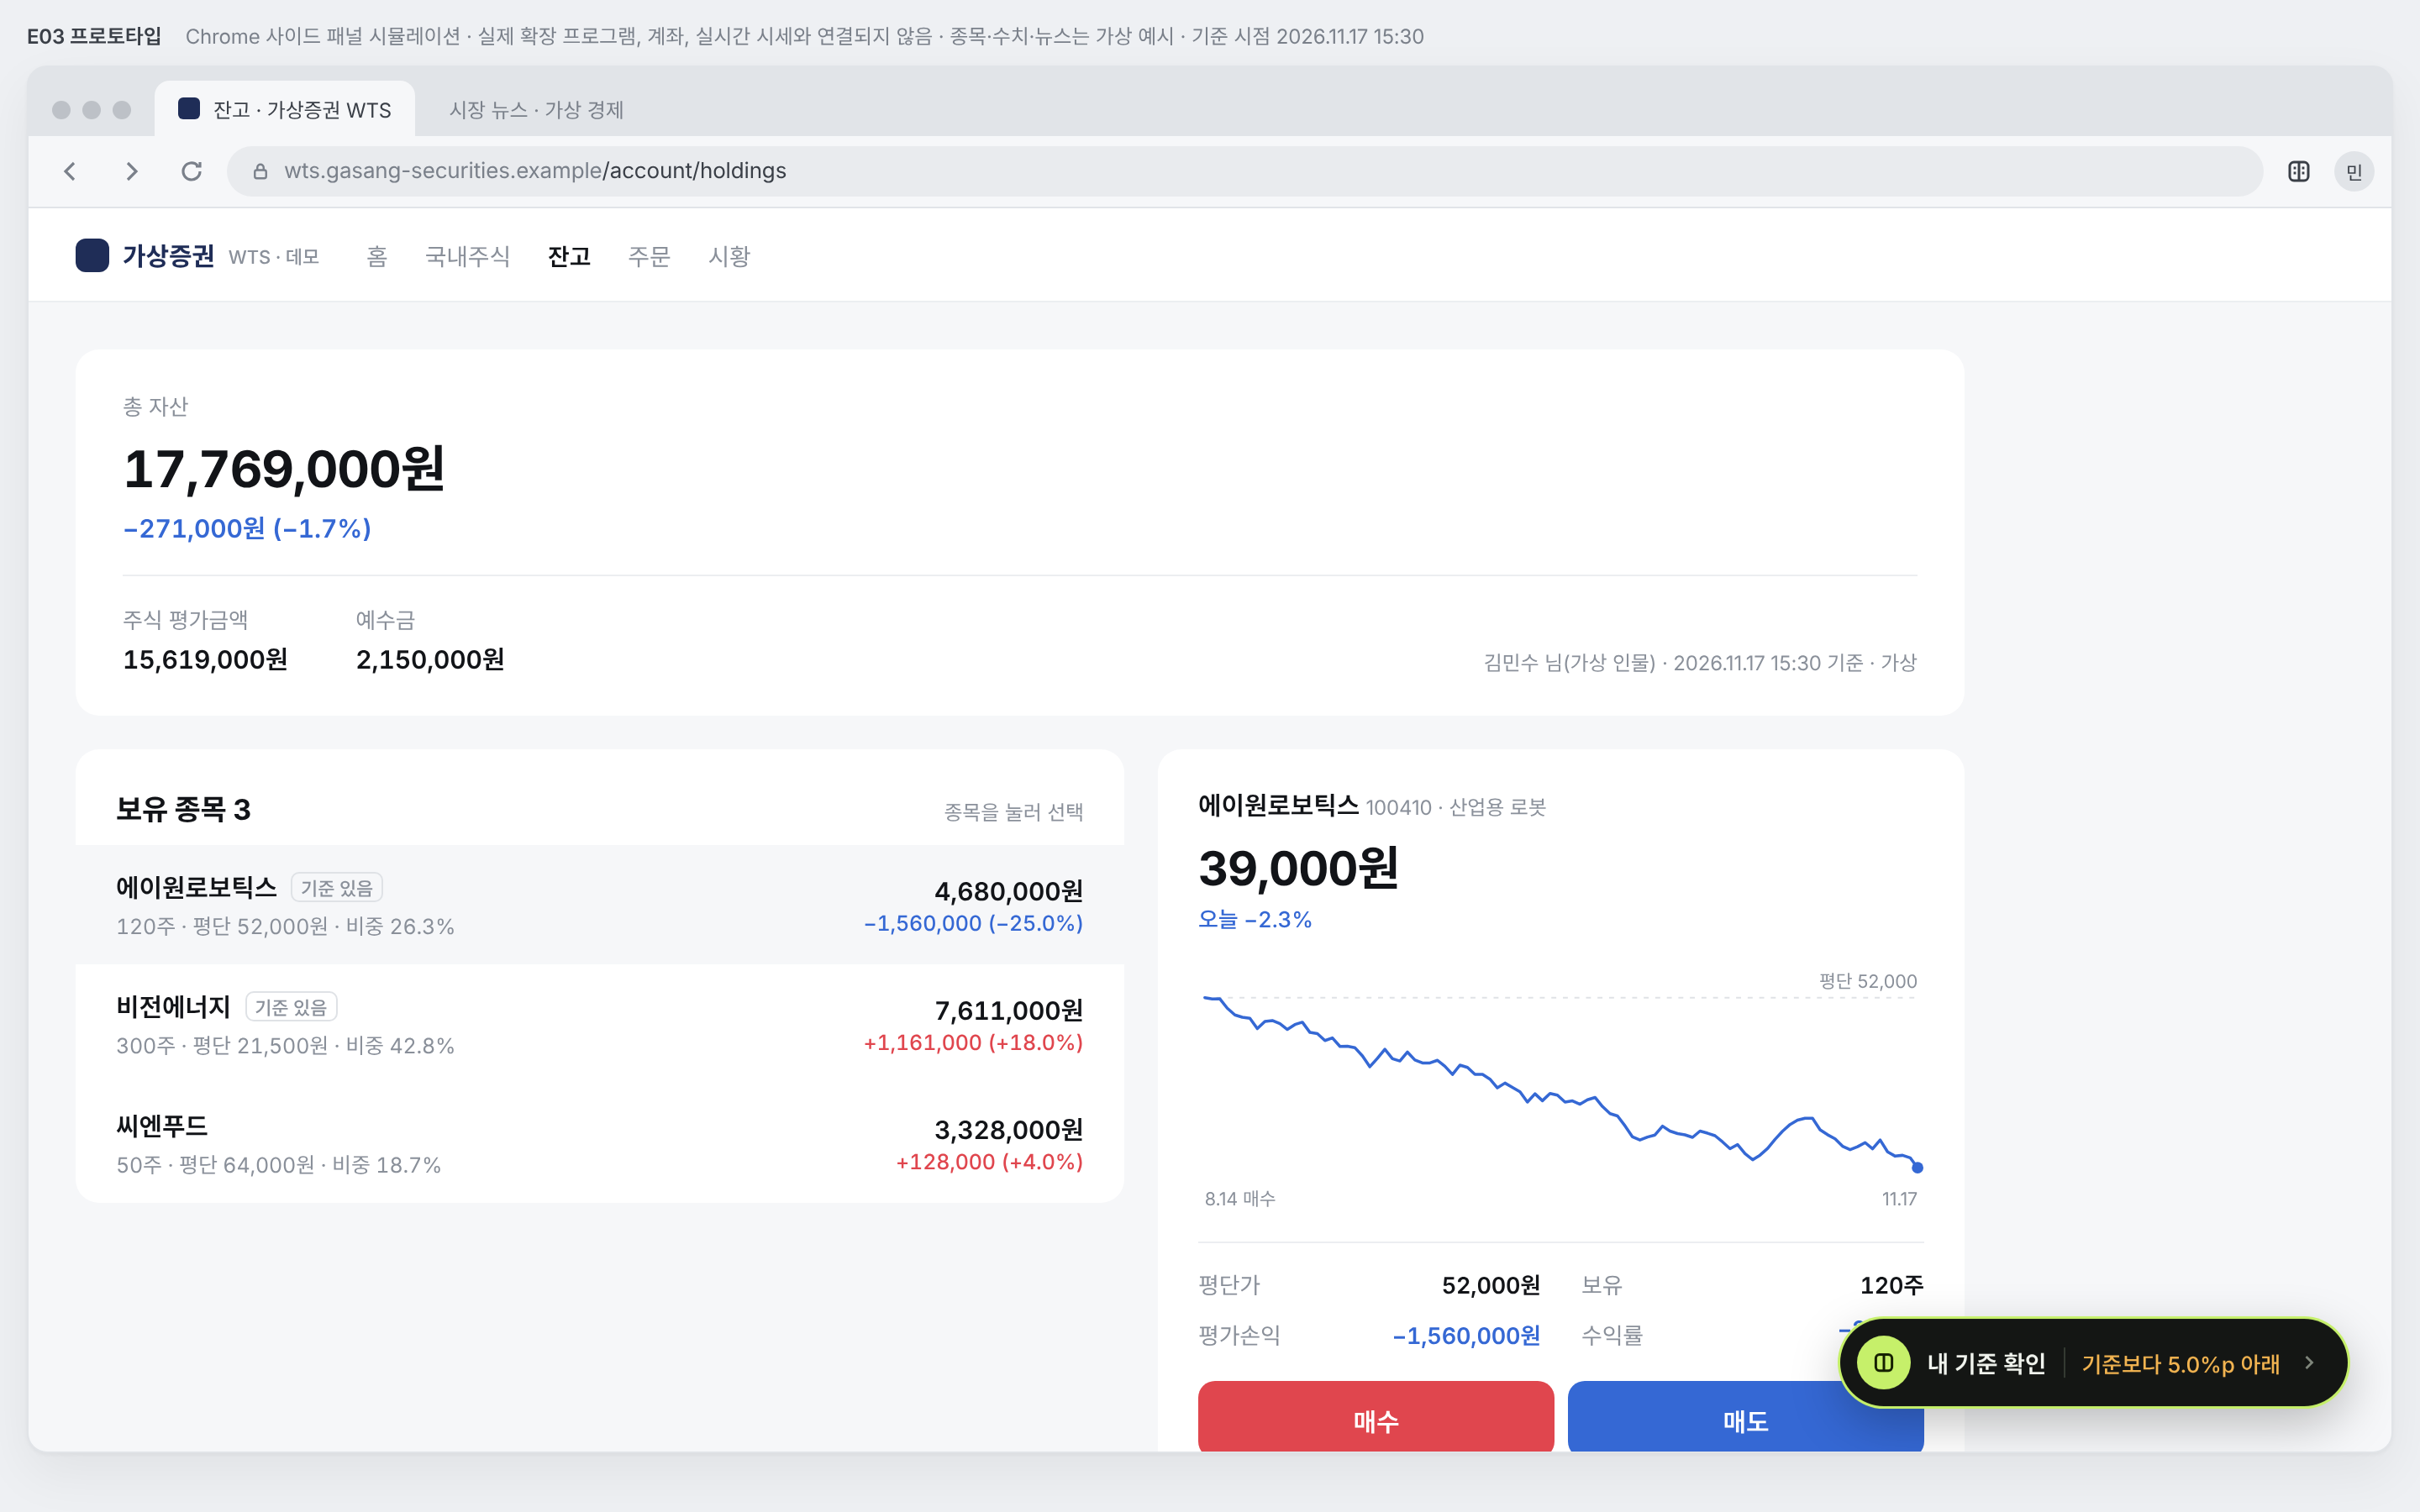 E03 프로토타입 Chrome 사이드 패널 시뮬레이션 · 실제 확장 프로그램, 계좌, 실시간 시세와 연결되지 않음 · 종목·수치·뉴스는 가상 예시 · 기준 시점 2026.11.17 15:30
잔고 · 가상증권 WTS 시장 뉴스 · 가상 경제
wts.gasang-securities.example/account/holdings 민
가상증권 WTS · 데모 홈 국내주식 잔고 주문 시황
총 자산
17,769,000원
−271,000원 (−1.7%)
주식 평가금액 예수금
15,619,000원 2,150,000원
김민수 님(가상 인물) · 2026.11.17 15:30 기준 · 가상
보유 종목 3 종목을 눌러 선택
에이원로보틱스 기준 있음 4,680,000원
120주 · 평단 52,000원 · 비중 26.3% −1,560,000 (−25.0%)
비전에너지 기준 있음 7,611,000원
300주 · 평단 21,500원 · 비중 42.8% +1,161,000 (+18.0%)
씨엔푸드 3,328,000원
50주 · 평단 64,000원 · 비중 18.7% +128,000 (+4.0%)
에이원로보틱스 100410 · 산업용 로봇
39,000원
오늘 −2.3%
평단 52,000
8.14 매수 11.17
평단가 52,000원 보유 120주
평가손익 −1,560,000원 수익률
내 기준 확인 기준보다 5.0%p 아래
매수 매도